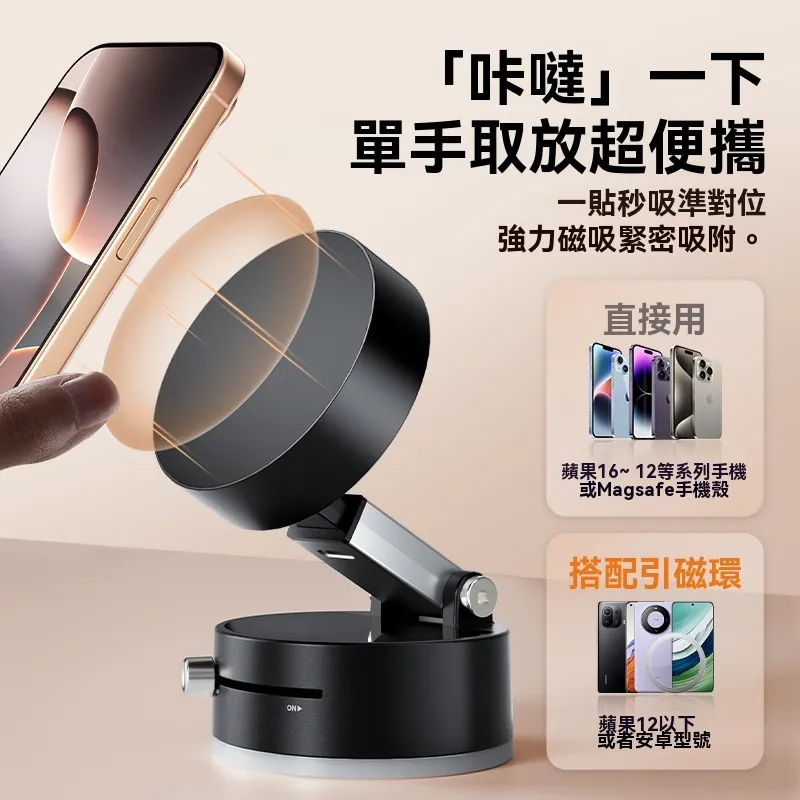 「咔噠」一下
單手取放超便攜
一貼秒吸準對位
強力磁吸緊密吸附。
直接用
蘋果16~ 12等系列手機
或Magsafe手機殼
搭配引磁環
蘋果12以下
或者安卓型號
ON▶